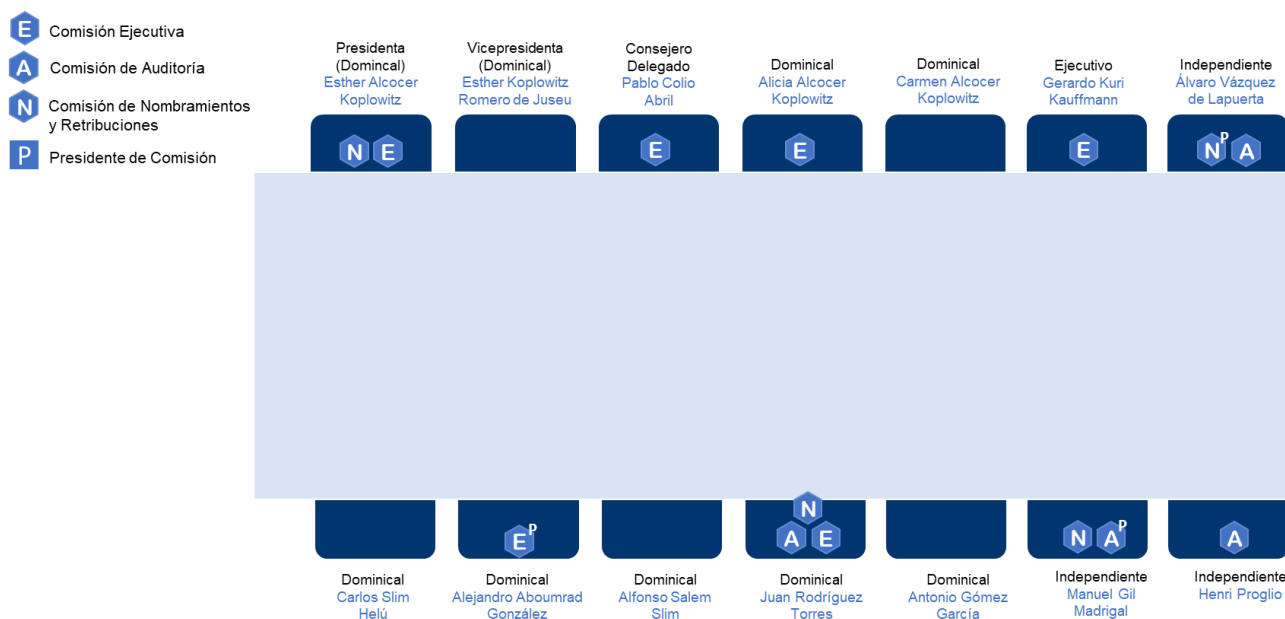 E Comisión Ejecutiva
A Comisión de Auditoría
N Comisión de Nombramientos
y Retribuciones
P Presidente de Comisión
Presidenta
(Domincal)
Esther Alcocer
Koplowitz
N E
Vicepresidenta
(Dominical)
Esther Koplowitz
Romero de Juseu
Consejero
Delegado
Pablo Colio
Abril
E
Dominical
Alicia Alcocer
Koplowitz
E
Dominical
Carmen Alcocer
Koplowitz
Ejecutivo
Gerardo Kuri
Kauffmann
E
Independiente
Álvaro Vázquez
de Lapuerta
N P A
Dominical
Carlos Slim
Helú
E P
Dominical
Alejandro Aboumrad
González
Dominical
Alfonso Salem
Slim
N
A E
Dominical
Juan Rodríguez
Torres
Dominical
Antonio Gómez
García
N A P
Independiente
Manuel Gil
Madrigal
A
Independiente
Henri Proglio